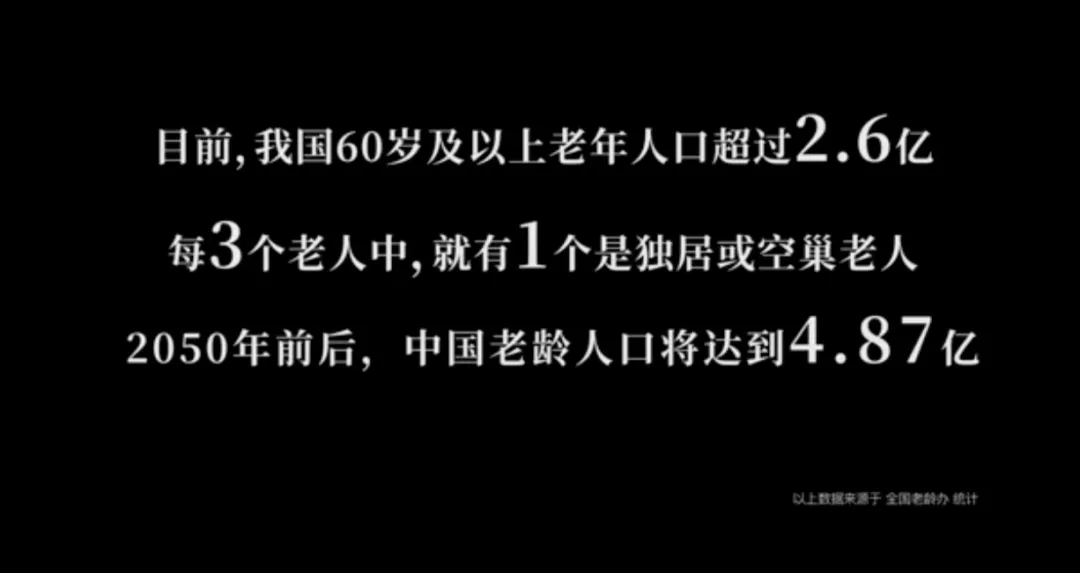 目前,我国60岁及以上老年人口超过2.6亿
每3个老人中,就有1个是独居或空巢老人
2050年前后，中国老龄人口将达到4.87亿
以上数据来源于 全国老龄办 统计